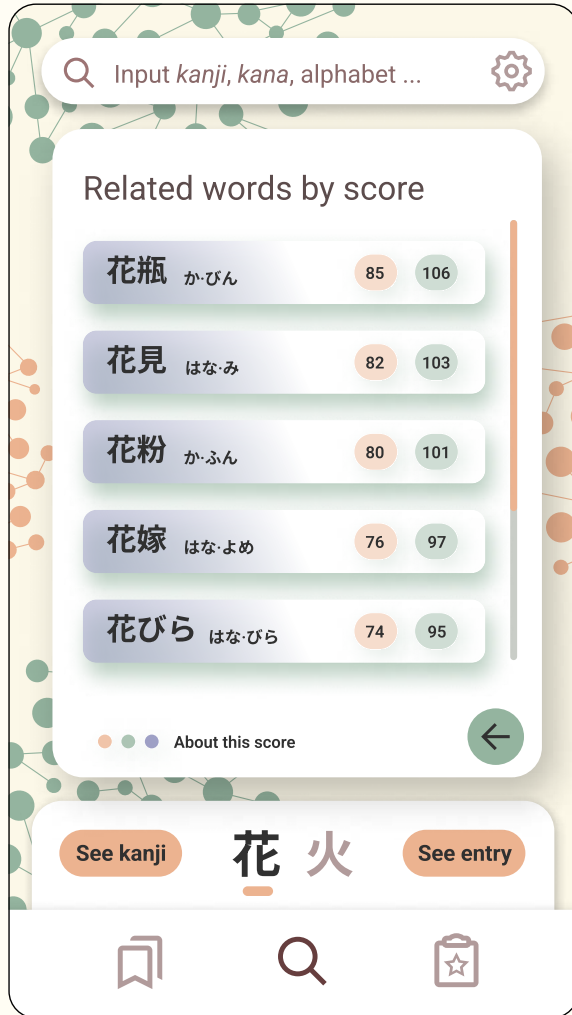 Input kanji, kana, alphabet ...
Related words by score
花瓶 か·びん 85 106
花見 はな·み 82 103
花粉 か·ふん 80 101
花嫁 はな·よめ 76 97
花びら はな·びら 74 95
About this score
See kanji 花 火 See entry